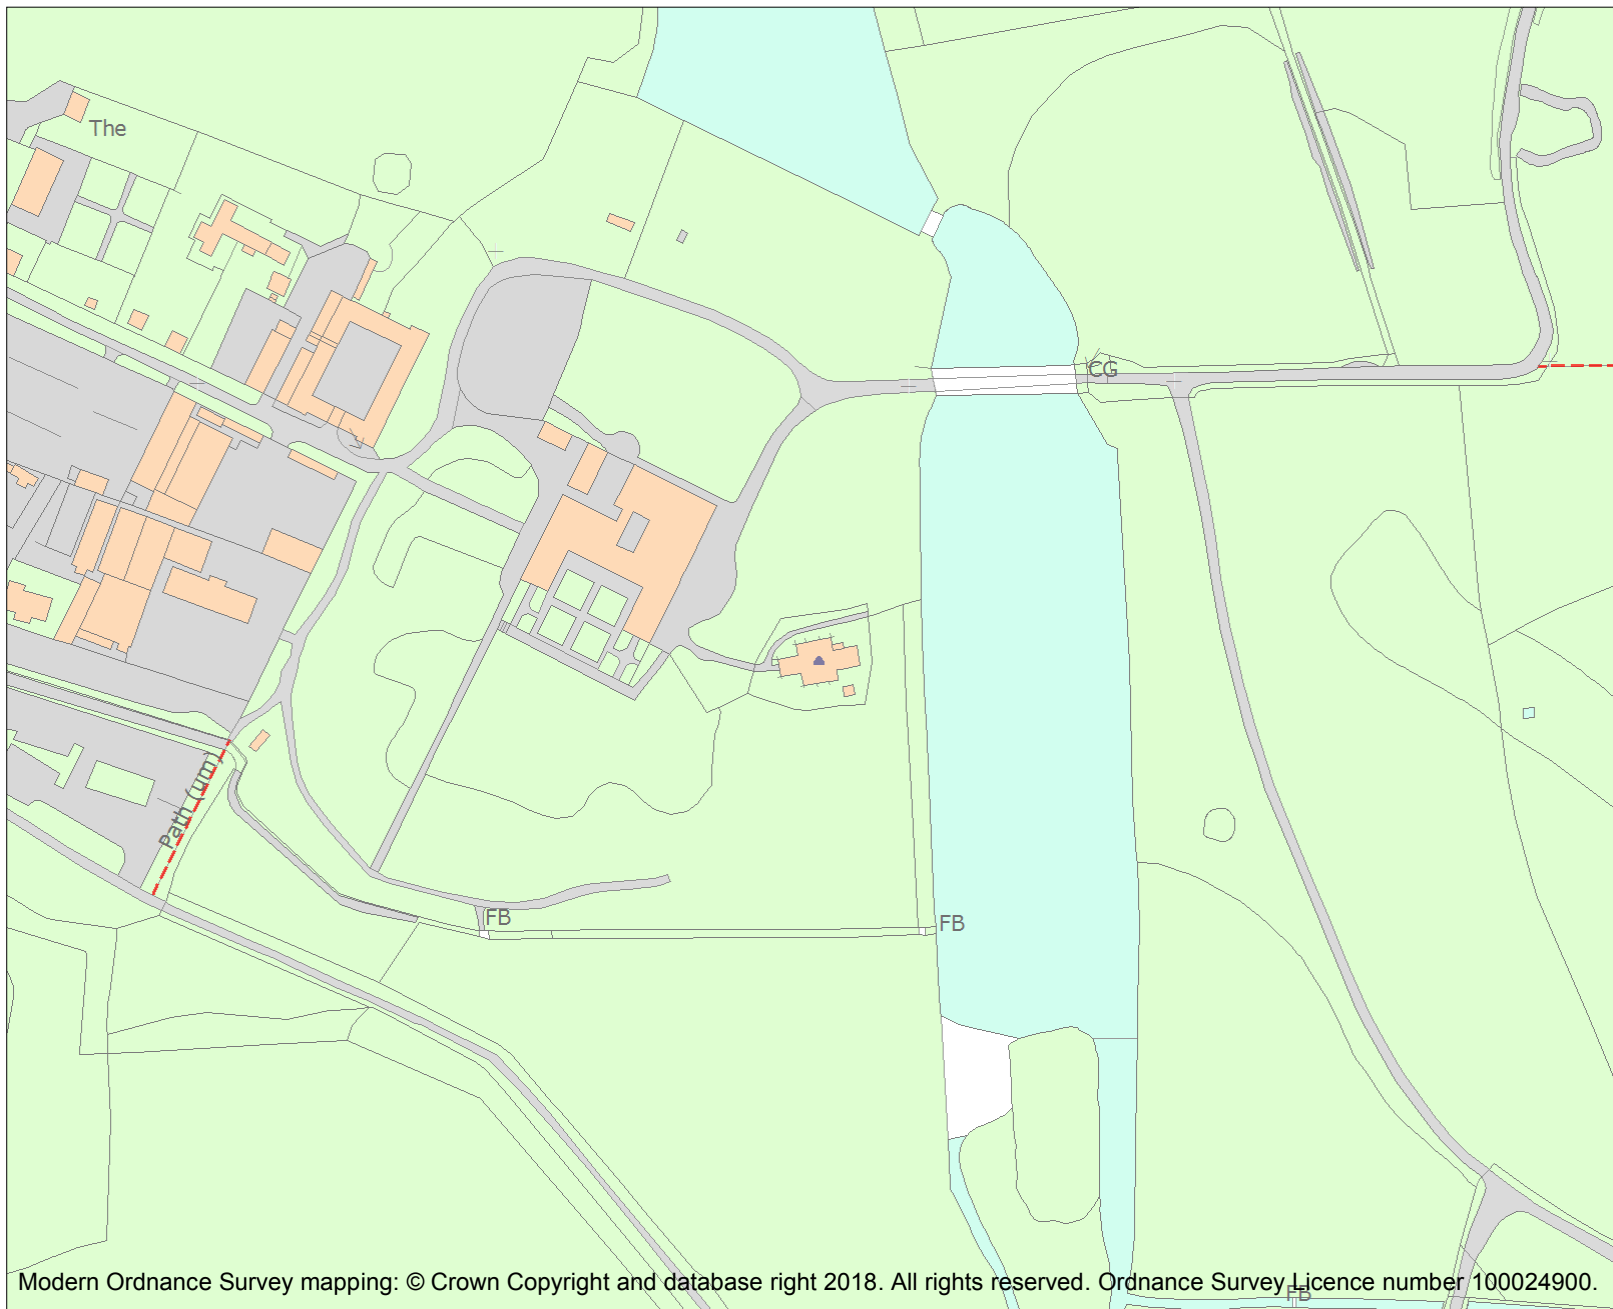 The
CG
Path (um)
FB
FB
Modern Ordnance Survey mapping: © Crown Copyright and database right 2018. All rights reserved. Ordnance Survey Licence number 100024900.
FB